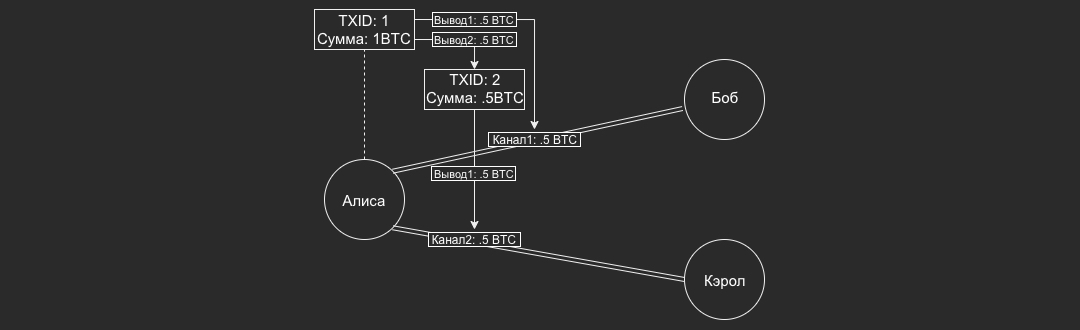 TXID: 1
Сумма: 1BTC
Вывод1: .5 BTC
Вывод2: .5 BTC
TXID: 2
Сумма: .5BTC
Боб
Канал1: .5 BTC
Вывод1: .5 BTC
Алиса
Канал2: .5 BTC
Кэрол